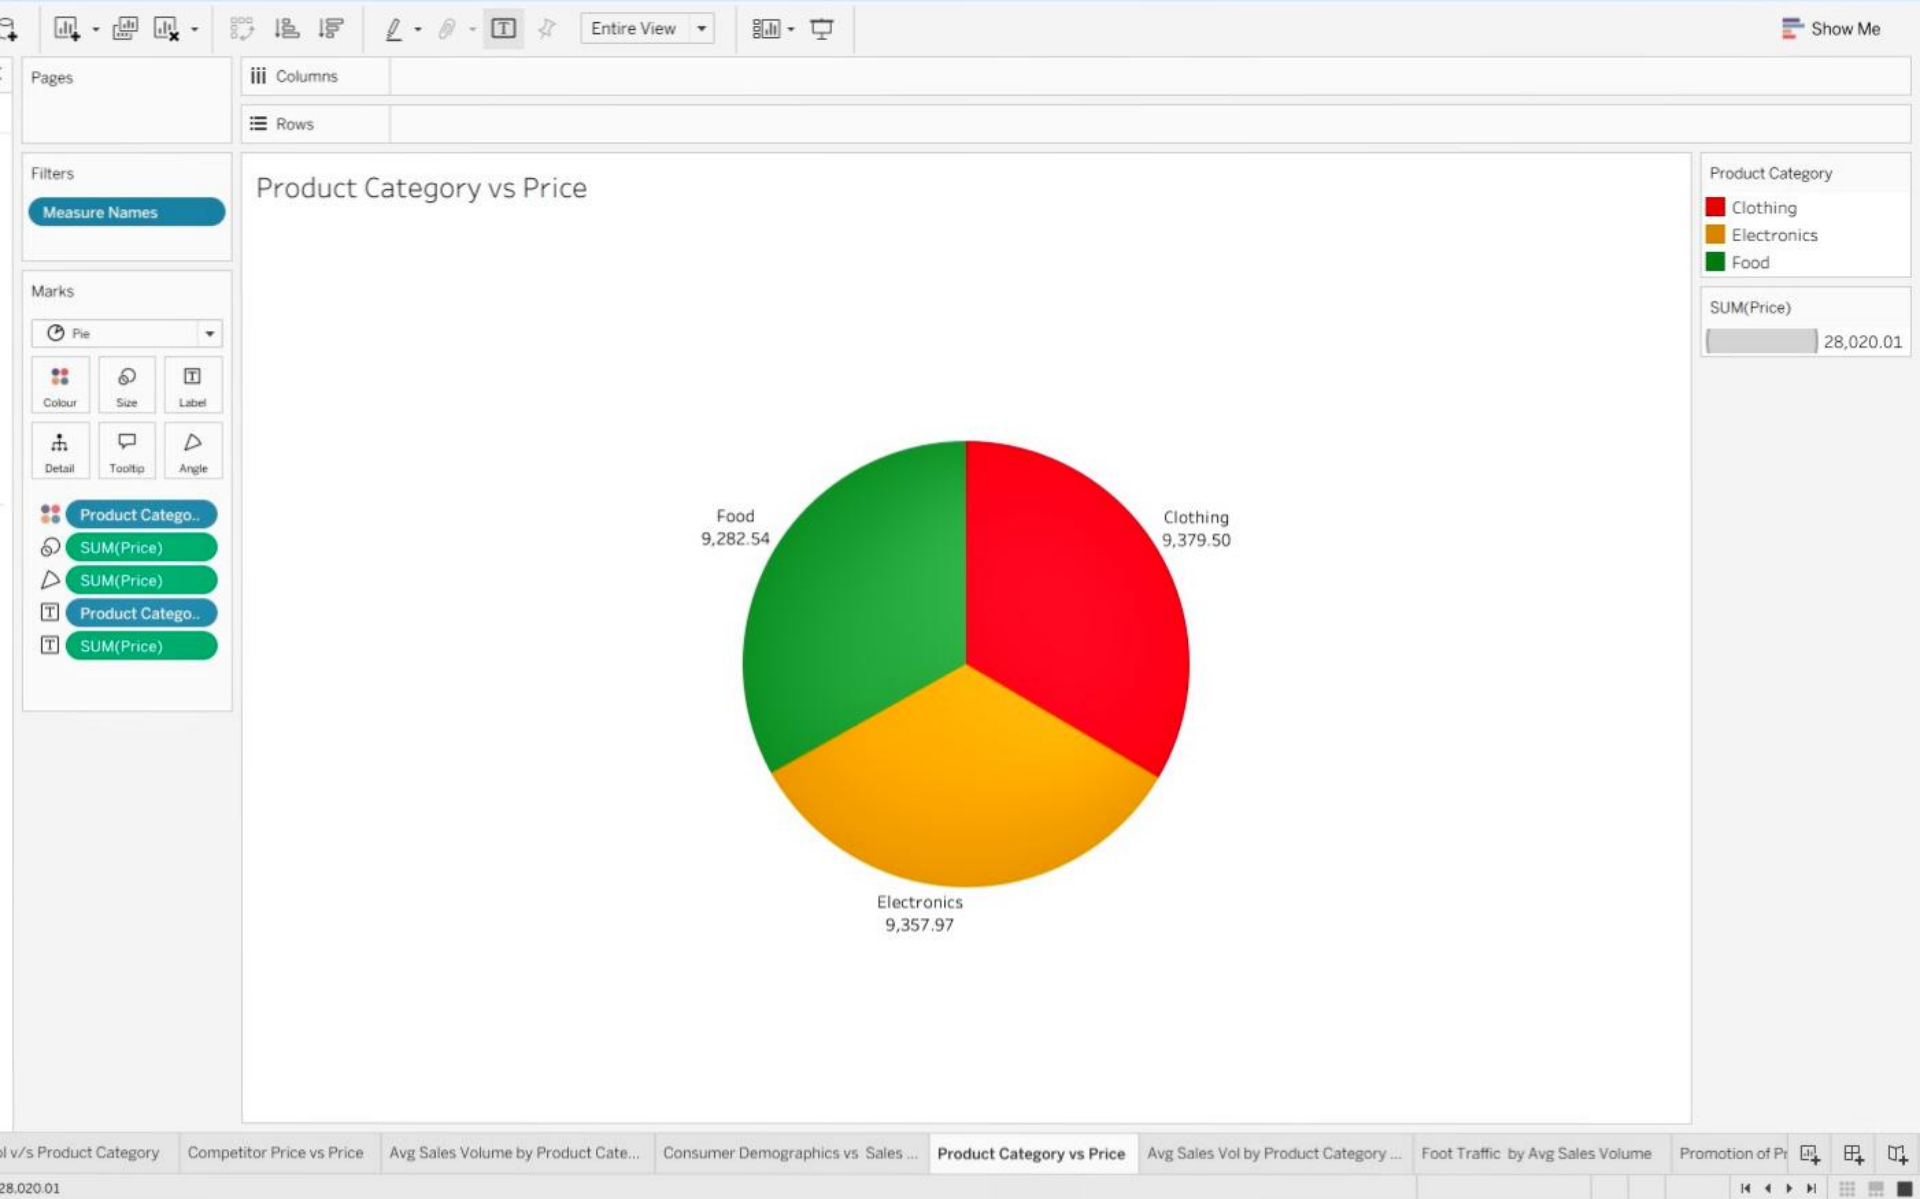 Entire View
Show Me
Pages
Columns
Rows
Filters
Measure Names
Marks
Pie
Colour
Size
Label
Detail
Tooltip
Angle
Product Catego..
SUM(Price)
SUM(Price)
Product Catego..
SUM(Price)
Product Category vs Price
Food
9,282.54
Clothing
9,379.50
Electronics
9,357.97
Product Category
Clothing
Electronics
Food
SUM(Price)
28,020.01
v/s Product Category
Competitor Price vs Price
Avg Sales Volume by Product Cate...
Consumer Demographics vs Sales ...
Product Category vs Price
Avg Sales Vol by Product Category ...
Foot Traffic by Avg Sales Volume
Promotion of Pr
28,020.01